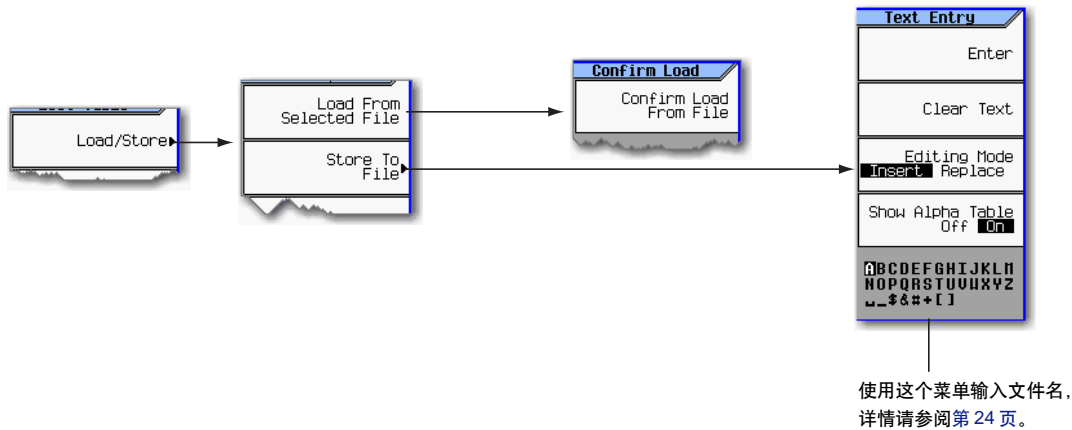 Load/Store
Load From
Selected File
Store To
File
Confirm Load
Confirm Load
From File
Text Entry
Enter
Clear Text
Editing Mode
Insert Replace
Show Alpha Table
Off On
ABCDEFGHIJKLM
NOPQRSTUVWXYZ
␣_$&#+[]
使用这个菜单输入文件名，
详情请参阅第 24 页。